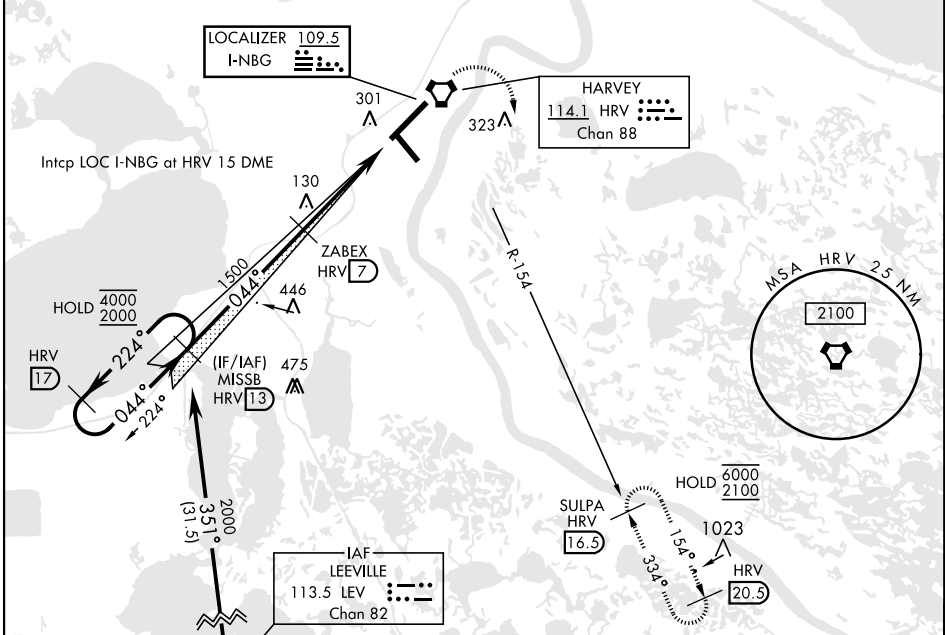 LOCALIZER 109.5
I-NBG
301
323
HARVEY
114.1 HRV
Chan 88
Intcp LOC I-NBG at HRV 15 DME
130
ZABEX
HRV 7
1500
044°
446
HOLD 4000
2000
224°
HRV
17
(IF/IAF)
MISSB
HRV 13
475
044°
224°
R-154
MSA HRV 25 NM
2100
2000
351°
(31.5)
IAF
LEEVILLE
113.5 LEV
Chan 82
SULPA
HRV
16.5
HOLD 6000
2100
154°
334°
1023
HRV
20.5